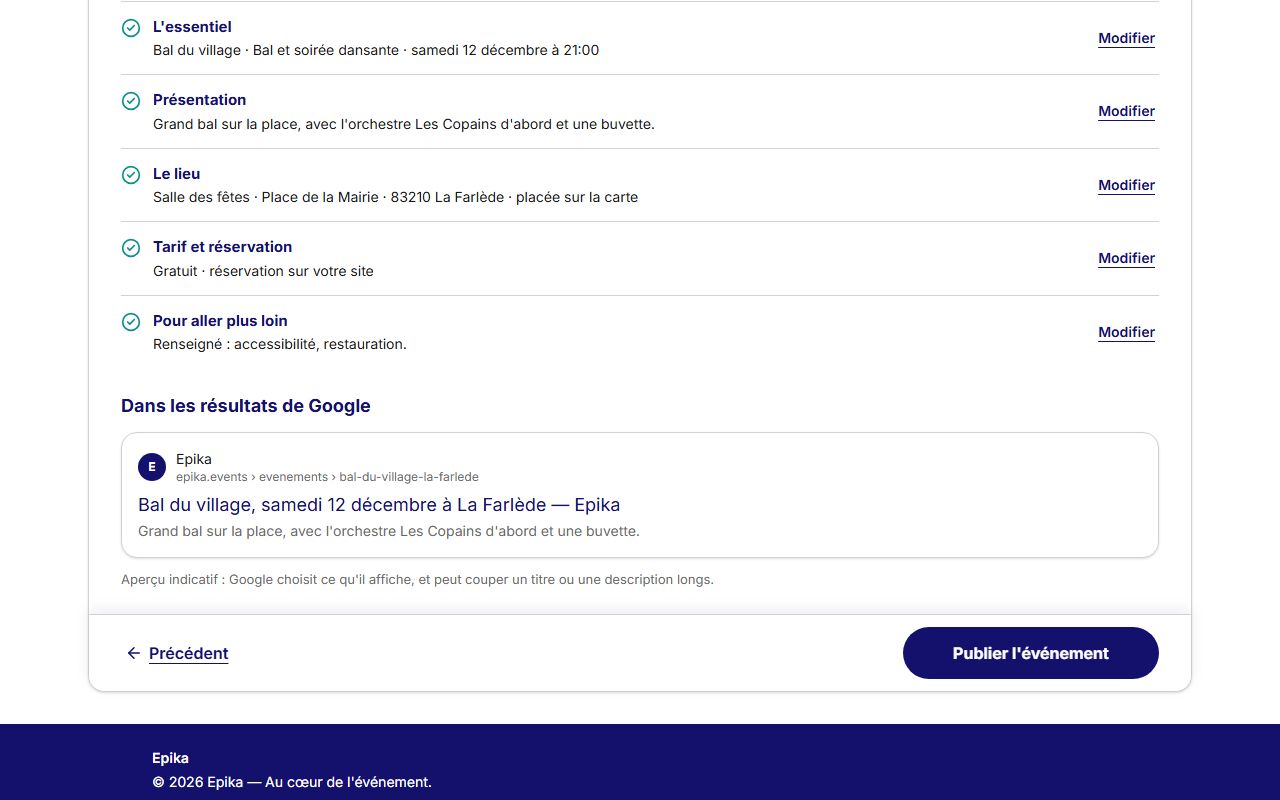 L'essentiel
Bal du village · Bal et soirée dansante · samedi 12 décembre à 21:00
Modifier
Présentation
Grand bal sur la place, avec l'orchestre Les Copains d'abord et une buvette.
Modifier
Le lieu
Salle des fêtes · Place de la Mairie · 83210 La Farlède · placée sur la carte
Modifier
Tarif et réservation
Gratuit · réservation sur votre site
Modifier
Pour aller plus loin
Renseigné : accessibilité, restauration.
Modifier
Dans les résultats de Google
E
Epika
epika.events › evenements › bal-du-village-la-farlede
Bal du village, samedi 12 décembre à La Farlède — Epika
Grand bal sur la place, avec l'orchestre Les Copains d'abord et une buvette.
Aperçu indicatif : Google choisit ce qu'il affiche, et peut couper un titre ou une description longs.
← Précédent
Publier l'événement
Epika
© 2026 Epika — Au cœur de l'événement.